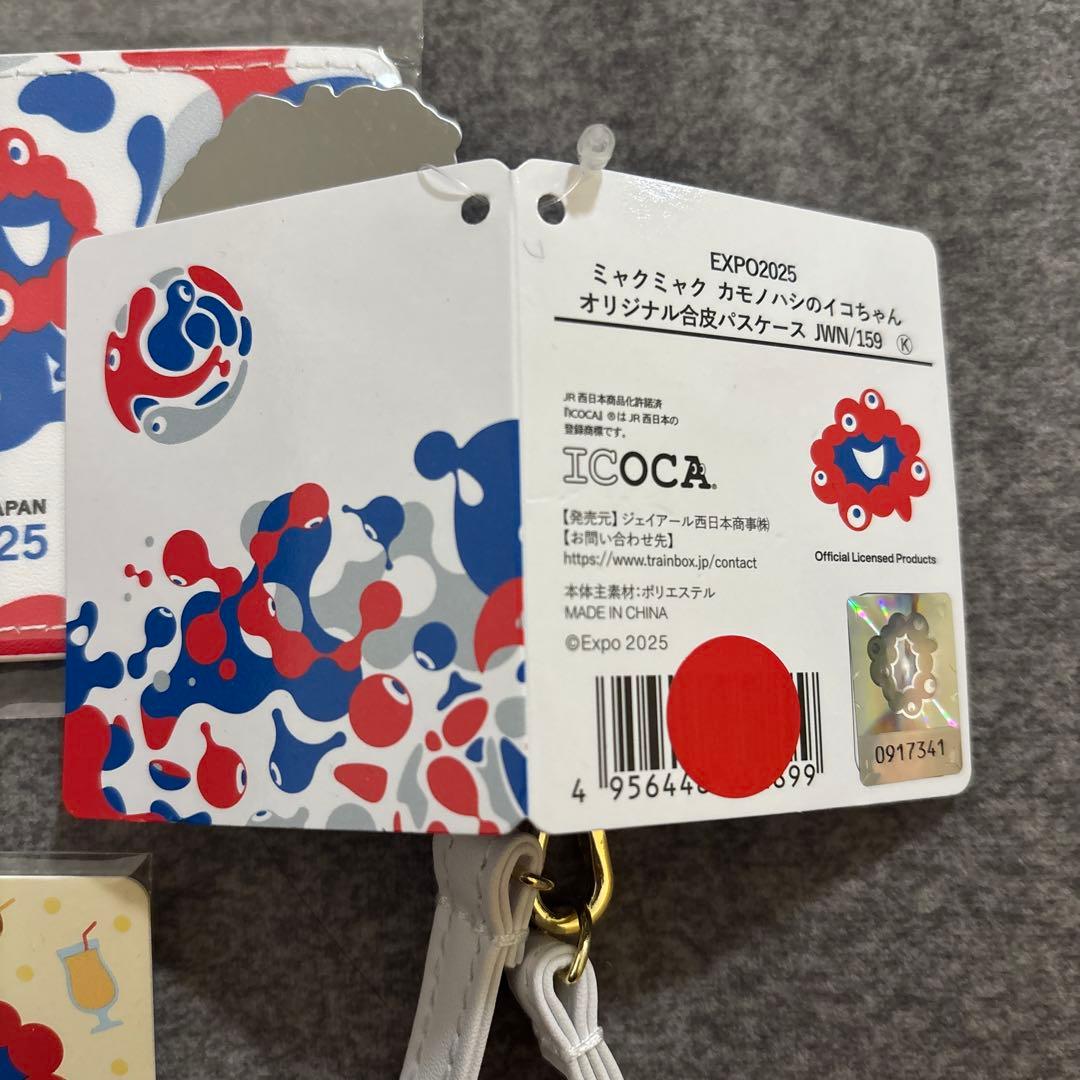 APAN
25
EXPO2025
ミャクミャク カモノハシのイコちゃん
オリジナル合皮パスケース JWN/159 Ⓚ
JR西日本商品化許諾済
『ICOCA』®はJR西日本の
登録商標です。
ICOCA®
【発売元】ジェイアール西日本商事㈱
【お問い合わせ先】
https://www.trainbox.jp/contact
本体主素材:ポリエステル
MADE IN CHINA
©Expo 2025
Official Licensed Products
0917341
4 95644 699